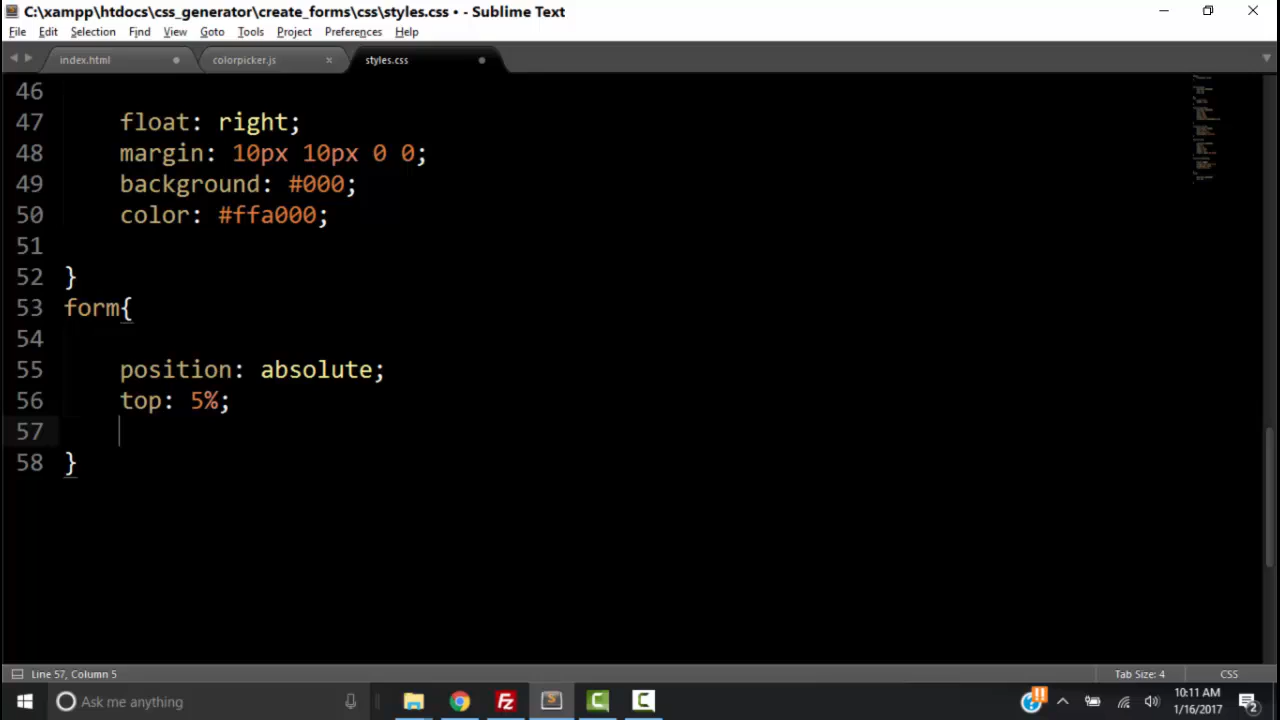 C:\xampp\htdocs\css_generator\create_forms\css\styles.css • - Sublime Text
File Edit Selection Find View Goto Tools Project Preferences Help
index.html colorpicker.js × styles.css
46
47 float: right;
48 margin: 10px 10px 0 0;
49 background: #000;
50 color: #ffa000;
51
52 }
53 form{
54
55 position: absolute;
56 top: 5%;
57
58 }
Line 57, Column 5 Tab Size: 4 CSS
Ask me anything 10:11 AM
1/16/2017 2